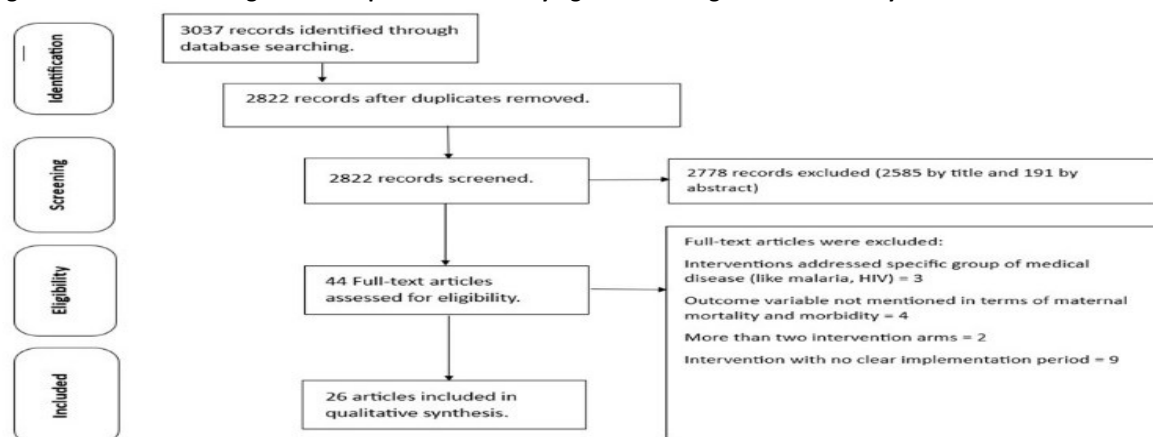 3037 records identified through
database searching.
Identification
2822 records after duplicates removed.
Screening
2822 records screened.
2778 records excluded (2585 by title and 191 by
abstract)
Eligibility
44 Full-text articles
assessed for eligibility.
Full-text articles were excluded:
Interventions addressed specific group of medical
disease (like malaria, HIV) = 3
Outcome variable not mentioned in terms of maternal
mortality and morbidity = 4
More than two intervention arms = 2
Intervention with no clear implementation period = 9
Included
26 articles included in
qualitative synthesis.